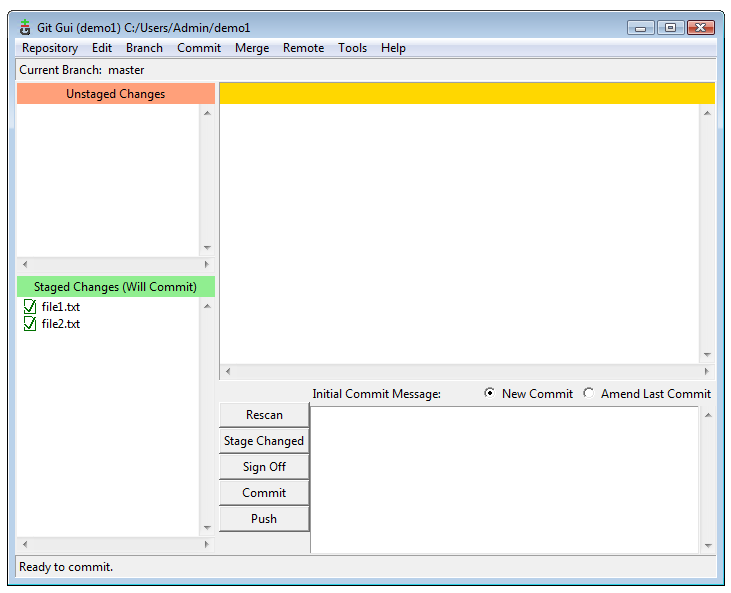 Git Gui (demo1) C:/Users/Admin/demo1
Repository Edit Branch Commit Merge Remote Tools Help
Current Branch: master
Unstaged Changes
Staged Changes (Will Commit)
file1.txt
file2.txt
Initial Commit Message: New Commit Amend Last Commit
Rescan
Stage Changed
Sign Off
Commit
Push
Ready to commit.